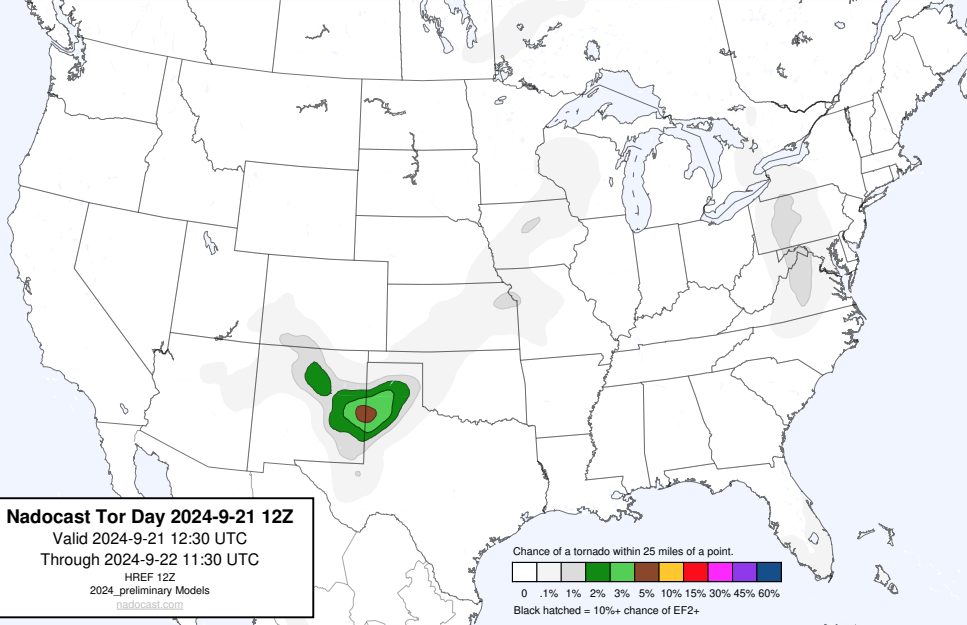 Nadocast Tor Day 2024-9-21 12Z
Valid 2024-9-21 12:30 UTC
Through 2024-9-22 11:30 UTC
HREF 12Z
2024_preliminary Models
nadocast.com
Chance of a tornado within 25 miles of a point.
0 .1% 1% 2% 3% 5% 10% 15% 30% 45% 60%
Black hatched = 10%+ chance of EF2+